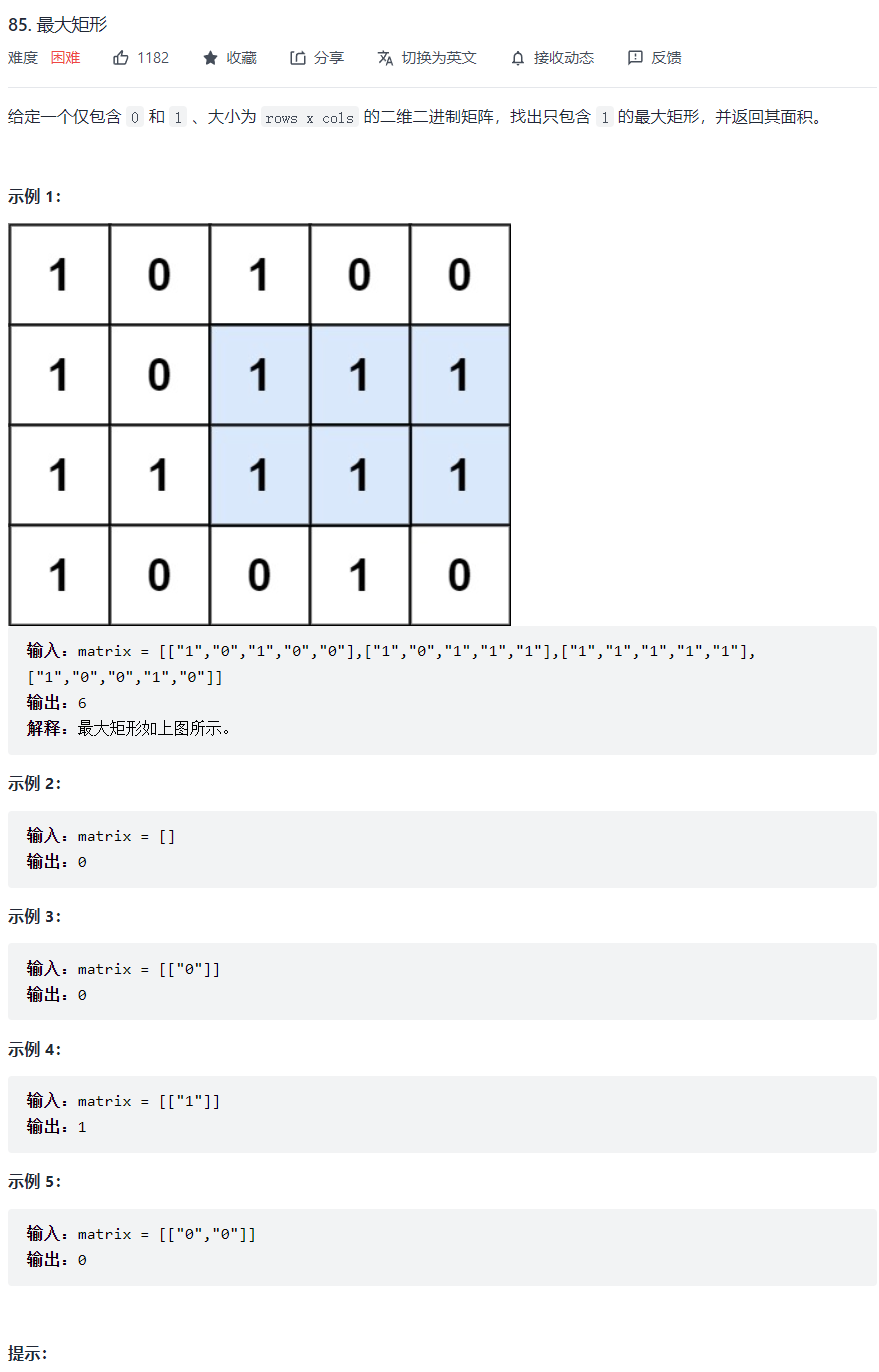 85. 最大矩形
难度 困难 1182 收藏 分享 切换为英文 接收动态 反馈
给定一个仅包含 0 和 1 、大小为 rows x cols 的二维二进制矩阵，找出只包含 1 的最大矩形，并返回其面积。
示例 1：
1 0 1 0 0
1 0 1 1 1
1 1 1 1 1
1 0 0 1 0
输入：matrix = [["1","0","1","0","0"],["1","0","1","1","1"],["1","1","1","1","1"],
["1","0","0","1","0"]]
输出：6
解释：最大矩形如上图所示。
示例 2：
输入：matrix = []
输出：0
示例 3：
输入：matrix = [["0"]]
输出：0
示例 4：
输入：matrix = [["1"]]
输出：1
示例 5：
输入：matrix = [["0","0"]]
输出：0
提示：